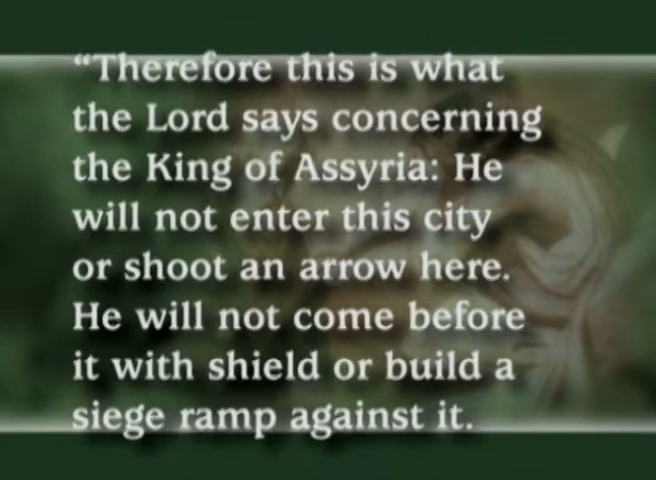 “Therefore this is what
the Lord says concerning
the King of Assyria: He
will not enter this city
or shoot an arrow here.
He will not come before
it with shield or build a
siege ramp against it.